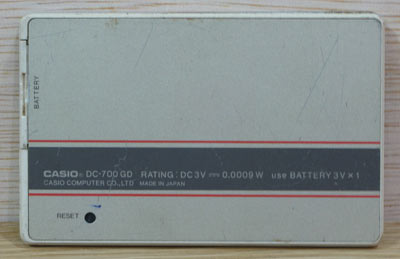 BATTERY
CASIO® DC-700 GD RATING : DC 3V ⎓ 0.0009 W use BATTERY 3V × 1
CASIO COMPUTER CO., LTD MADE IN JAPAN
RESET